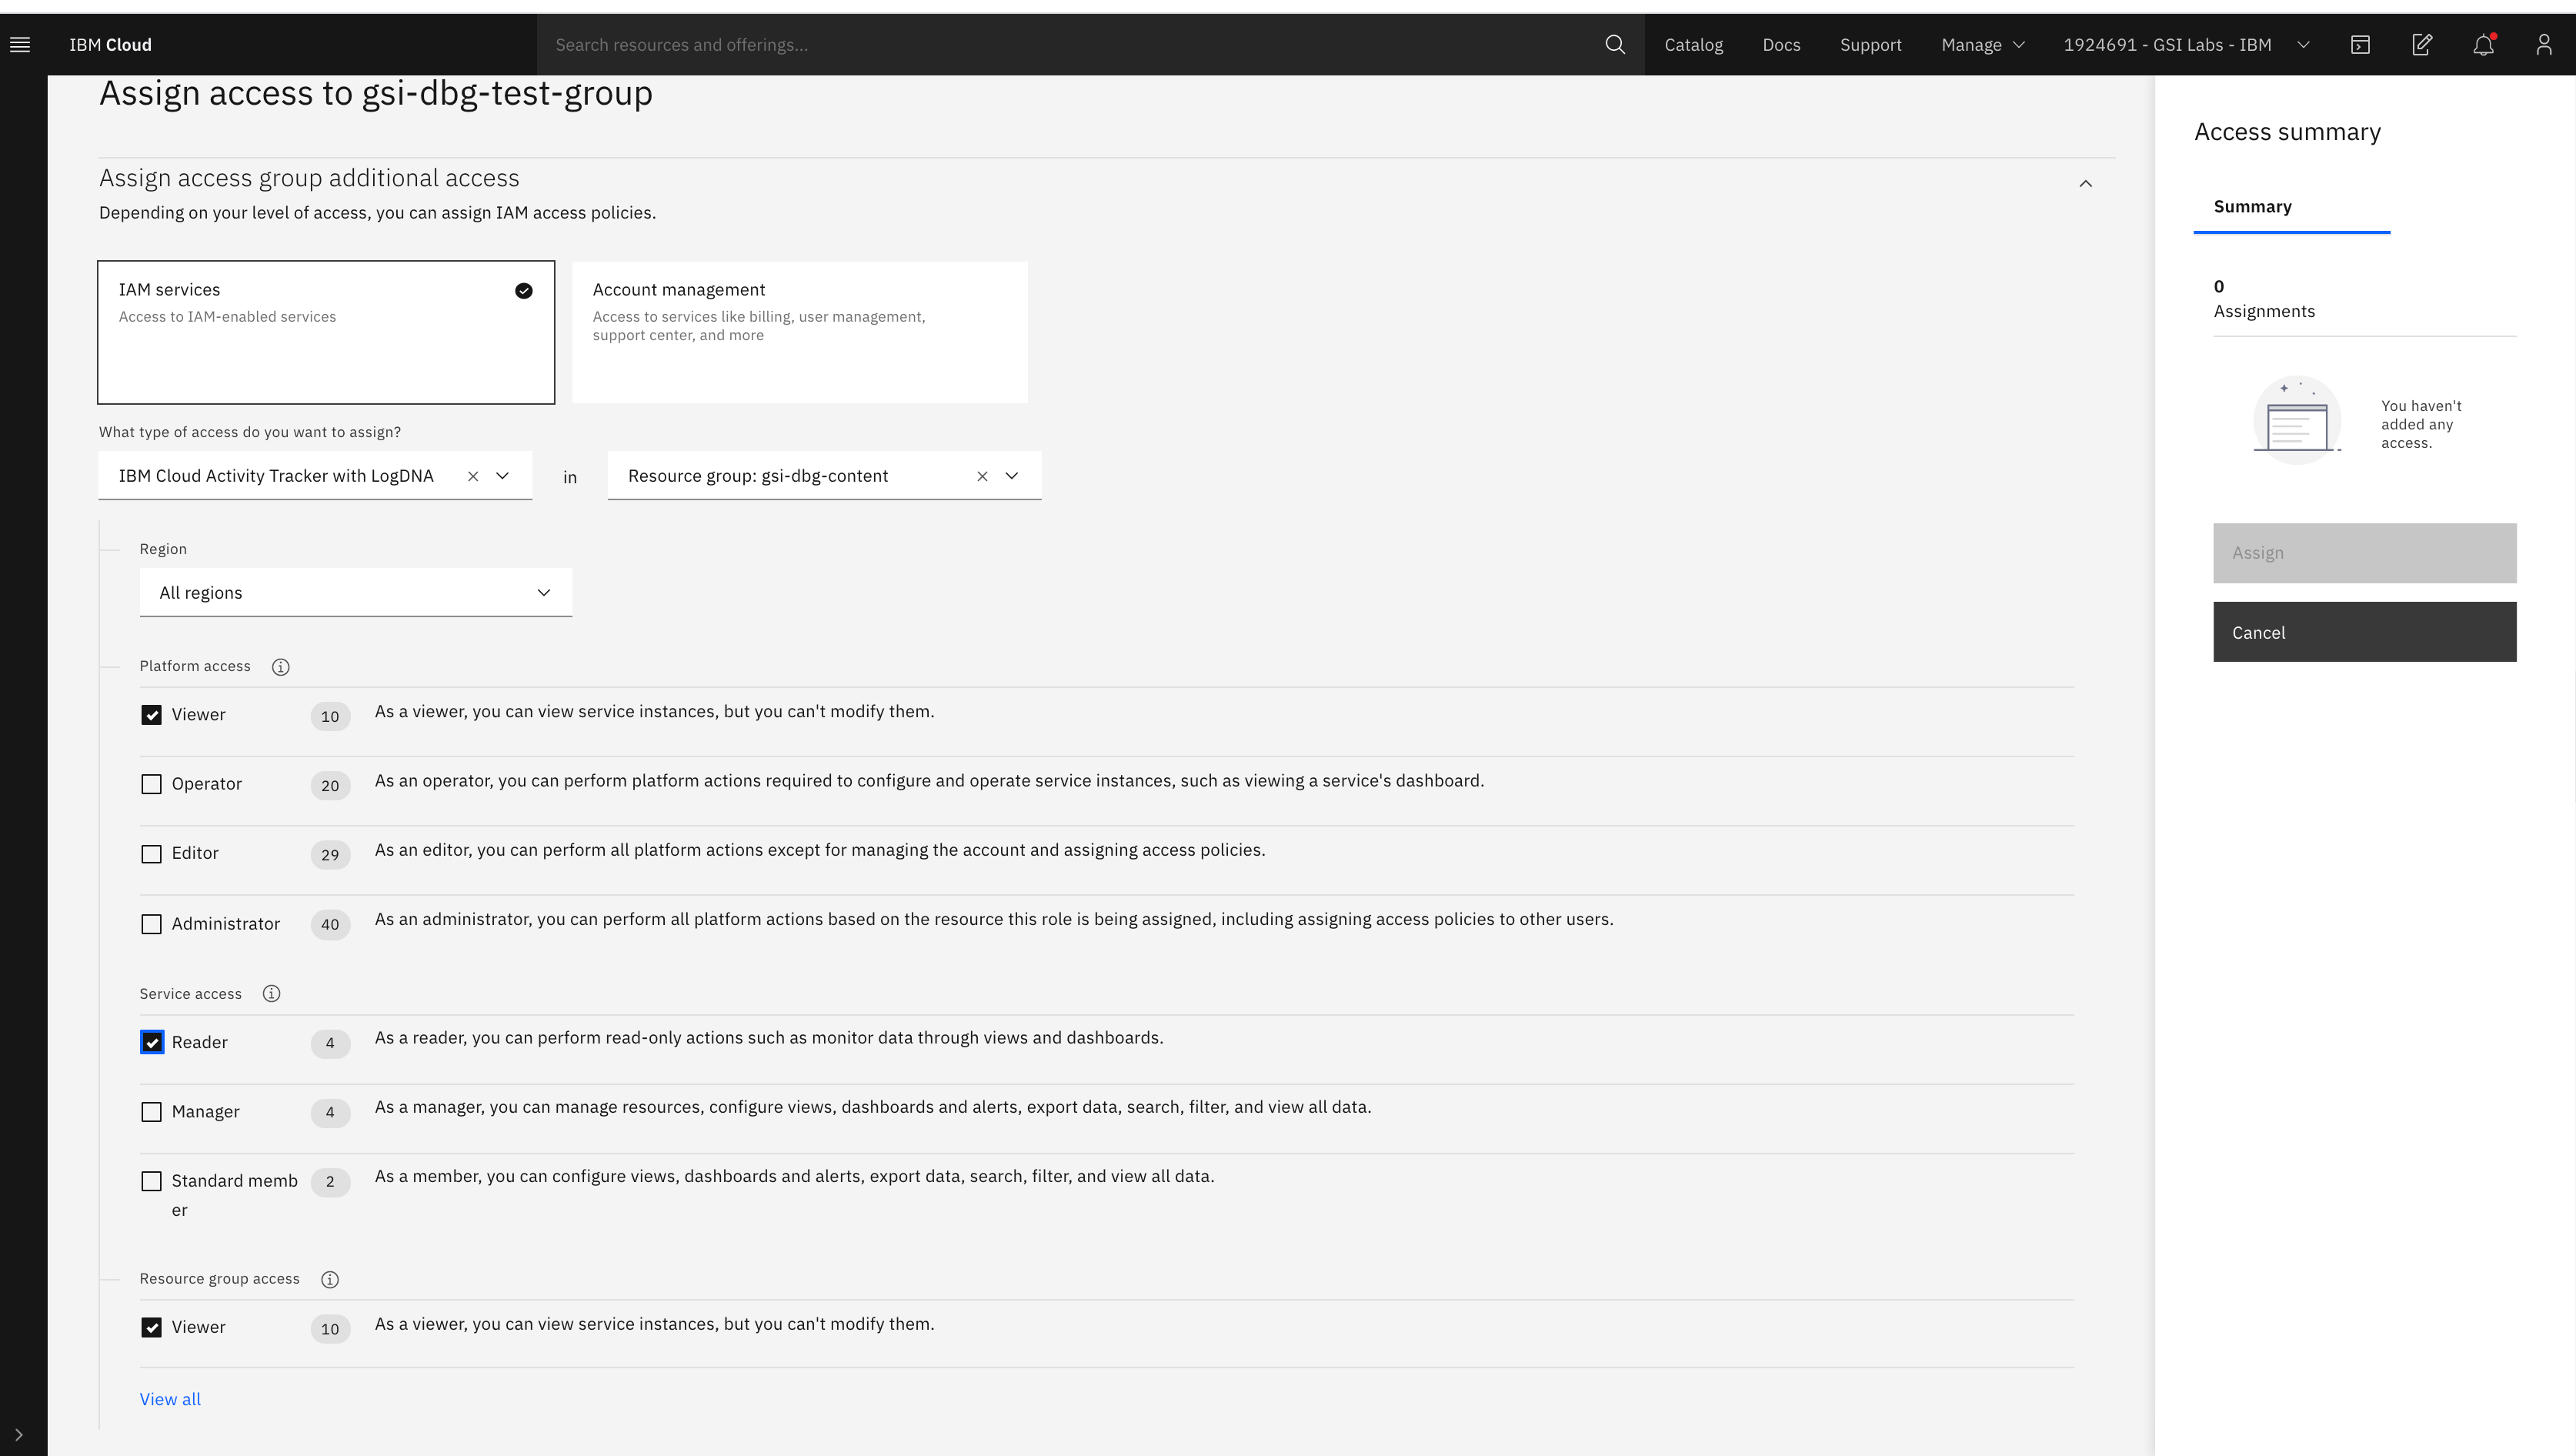 IBM Cloud
Search resources and offerings...
Catalog
Docs
Support
Manage
1924691 - GSI Labs - IBM
Assign access to gsi-dbg-test-group
Assign access group additional access
Depending on your level of access, you can assign IAM access policies.
IAM services
Access to IAM-enabled services
Account management
Access to services like billing, user management,
support center, and more
What type of access do you want to assign?
IBM Cloud Activity Tracker with LogDNA
in
Resource group: gsi-dbg-content
Region
All regions
Platform access
Viewer 10 As a viewer, you can view service instances, but you can't modify them.
Operator 20 As an operator, you can perform platform actions required to configure and operate service instances, such as viewing a service's dashboard.
Editor 29 As an editor, you can perform all platform actions except for managing the account and assigning access policies.
Administrator 40 As an administrator, you can perform all platform actions based on the resource this role is being assigned, including assigning access policies to other users.
Service access
Reader 4 As a reader, you can perform read-only actions such as monitor data through views and dashboards.
Manager 4 As a manager, you can manage resources, configure views, dashboards and alerts, export data, search, filter, and view all data.
Standard memb 2 As a member, you can configure views, dashboards and alerts, export data, search, filter, and view all data.
er
Resource group access
Viewer 10 As a viewer, you can view service instances, but you can't modify them.
View all
Access summary
Summary
0
Assignments
You haven't
added any
access.
Assign
Cancel